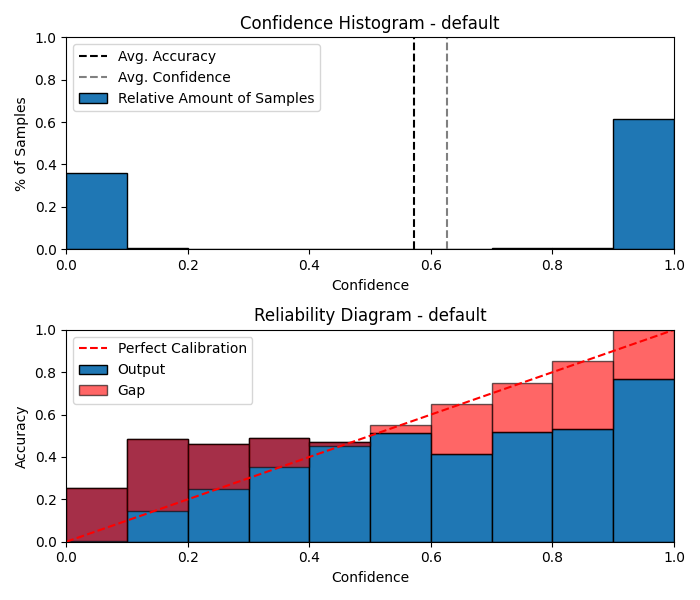 Confidence Histogram - default
1.0
0.8
0.6
0.4
0.2
0.0
% of Samples
Avg. Accuracy
Avg. Confidence
Relative Amount of Samples
0.0 0.2 0.4 0.6 0.8 1.0
Confidence
Reliability Diagram - default
1.0
0.8
0.6
0.4
0.2
0.0
Accuracy
Perfect Calibration
Output
Gap
0.0 0.2 0.4 0.6 0.8 1.0
Confidence